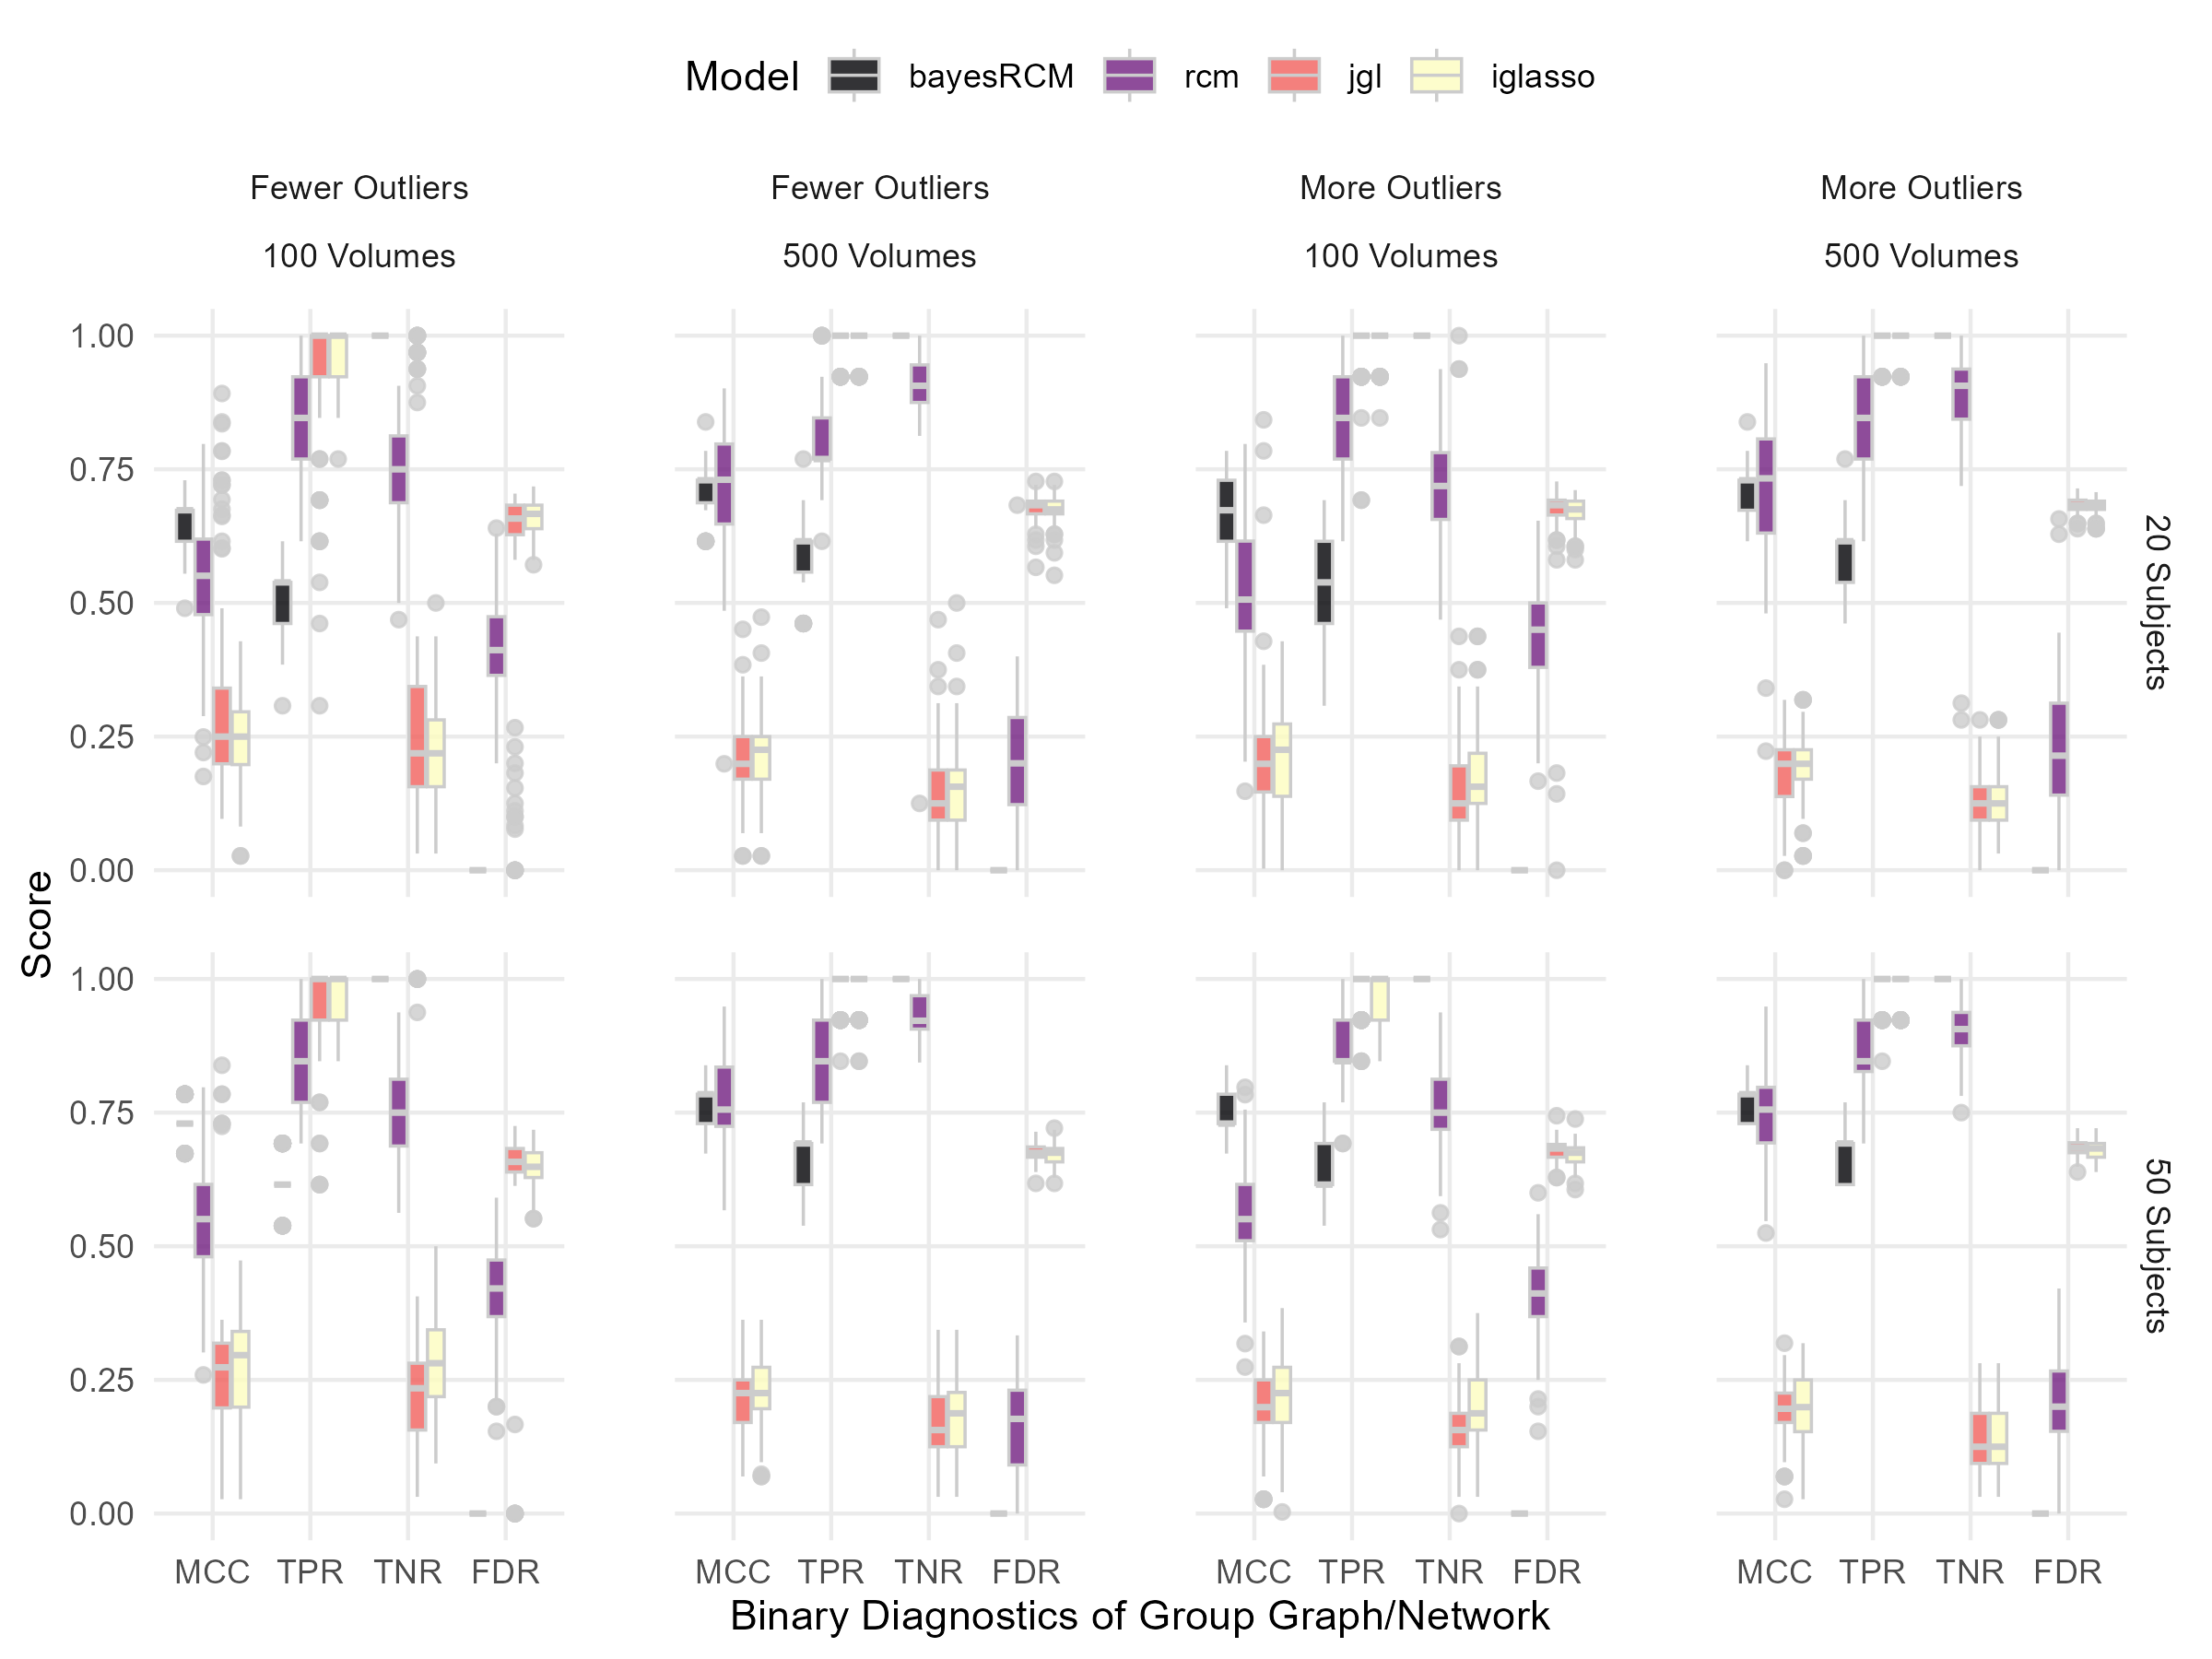 Model bayesRCM rcm jgl iglasso
Fewer Outliers Fewer Outliers More Outliers More Outliers
100 Volumes 500 Volumes 100 Volumes 500 Volumes
1.00
0.75
0.50
0.25
0.00
20 Subjects
Score
1.00
0.75
0.50
0.25
0.00
50 Subjects
MCC TPR TNR FDR MCC TPR TNR FDR MCC TPR TNR FDR MCC TPR TNR FDR
Binary Diagnostics of Group Graph/Network